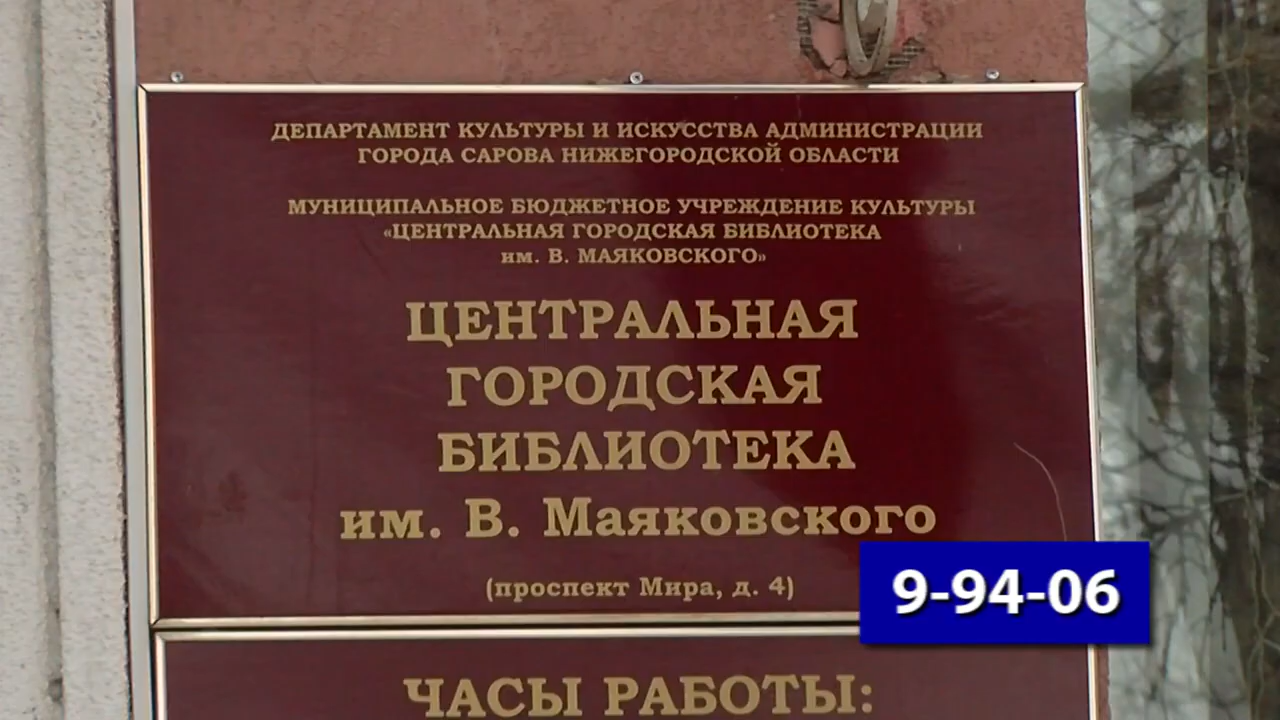 ДЕПАРТАМЕНТ КУЛЬТУРЫ И ИСКУССТВА АДМИНИСТРАЦИИ
ГОРОДА САРОВА НИЖЕГОРОДСКОЙ ОБЛАСТИ
МУНИЦИПАЛЬНОЕ БЮДЖЕТНОЕ УЧРЕЖДЕНИЕ КУЛЬТУРЫ
«ЦЕНТРАЛЬНАЯ ГОРОДСКАЯ БИБЛИОТЕКА
им. В. МАЯКОВСКОГО»
ЦЕНТРАЛЬНАЯ
ГОРОДСКАЯ
БИБЛИОТЕКА
им. В. Маяковского
(проспект Мира, д. 4)
9-94-06
ЧАСЫ РАБОТЫ: